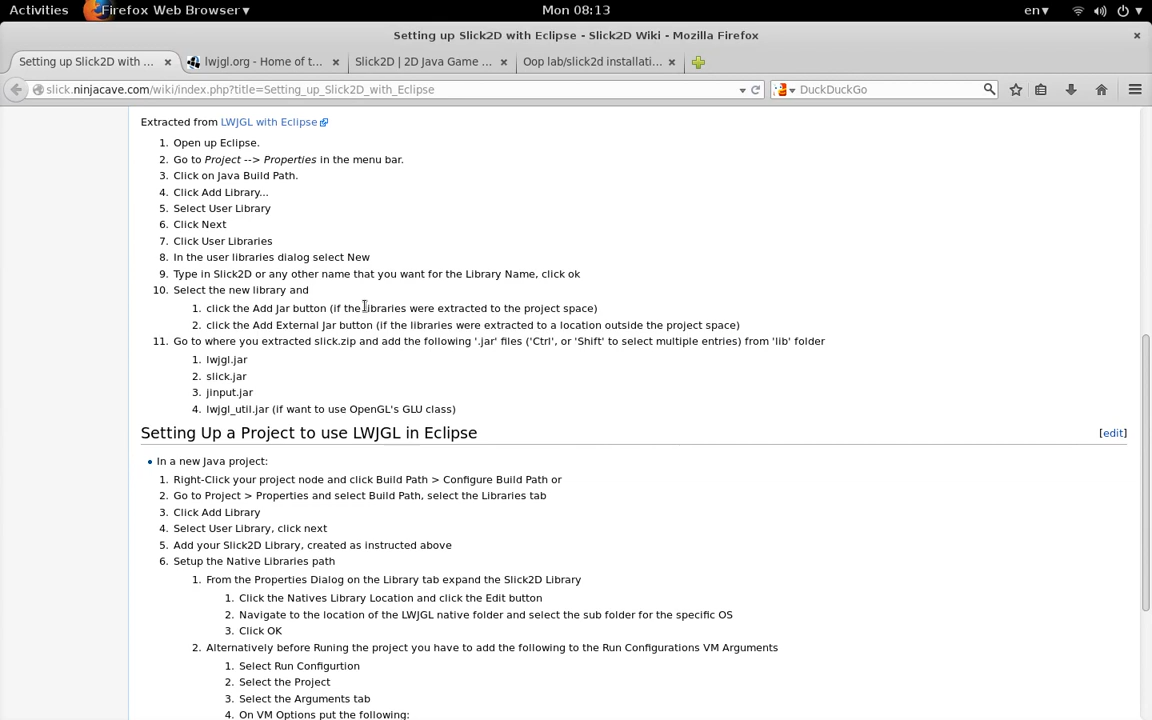 Activities Firefox Web Browser Mon 08:13 en
Setting up Slick2D with Eclipse - Slick2D Wiki - Mozilla Firefox
Setting up Slick2D with ... lwjgl.org - Home of t... Slick2D | 2D Java Game ... Oop lab/slick2d installati...
slick.ninjacave.com/wiki/index.php?title=Setting_up_Slick2D_with_Eclipse DuckDuckGo
Extracted from LWJGL with Eclipse
1. Open up Eclipse.
2. Go to Project --> Properties in the menu bar.
3. Click on Java Build Path.
4. Click Add Library...
5. Select User Library
6. Click Next
7. Click User Libraries
8. In the user libraries dialog select New
9. Type in Slick2D or any other name that you want for the Library Name, click ok
10. Select the new library and
1. click the Add Jar button (if the libraries were extracted to the project space)
2. click the Add External Jar button (if the libraries were extracted to a location outside the project space)
11. Go to where you extracted slick.zip and add the following '.jar' files ('Ctrl', or 'Shift' to select multiple entries) from 'lib' folder
1. lwjgl.jar
2. slick.jar
3. jinput.jar
4. lwjgl_util.jar (if want to use OpenGL's GLU class)
Setting Up a Project to use LWJGL in Eclipse [edit]
• In a new Java project:
1. Right-Click your project node and click Build Path > Configure Build Path or
2. Go to Project > Properties and select Build Path, select the Libraries tab
3. Click Add Library
4. Select User Library, click next
5. Add your Slick2D Library, created as instructed above
6. Setup the Native Libraries path
1. From the Properties Dialog on the Library tab expand the Slick2D Library
1. Click the Natives Library Location and click the Edit button
2. Navigate to the location of the LWJGL native folder and select the sub folder for the specific OS
3. Click OK
2. Alternatively before Runing the project you have to add the following to the Run Configurations VM Arguments
1. Select Run Configurtion
2. Select the Project
3. Select the Arguments tab
4. On VM Options put the following: